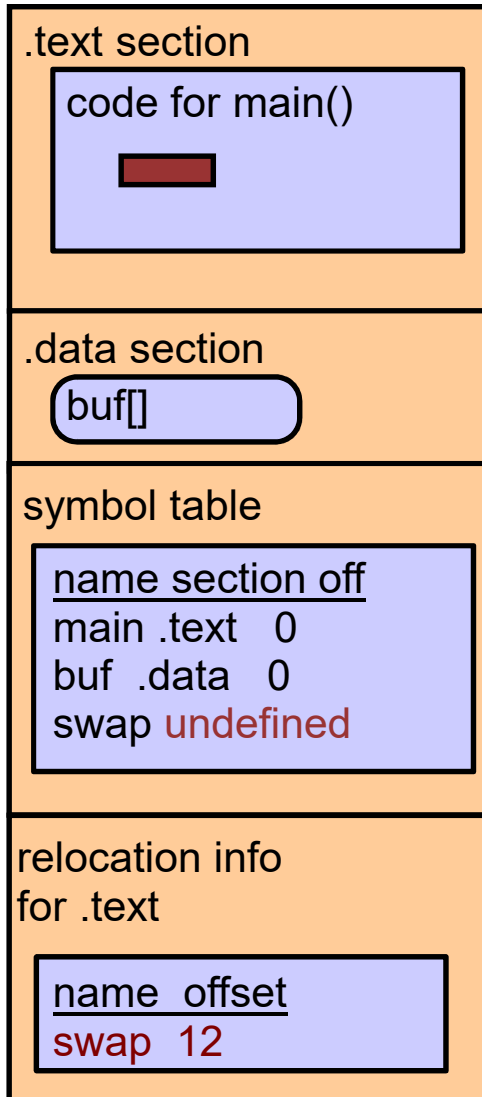 .text section
code for main()
.data section
buf[]
symbol table
name section off
main .text 0
buf .data 0
swap undefined
relocation info
for .text
name offset
swap 12